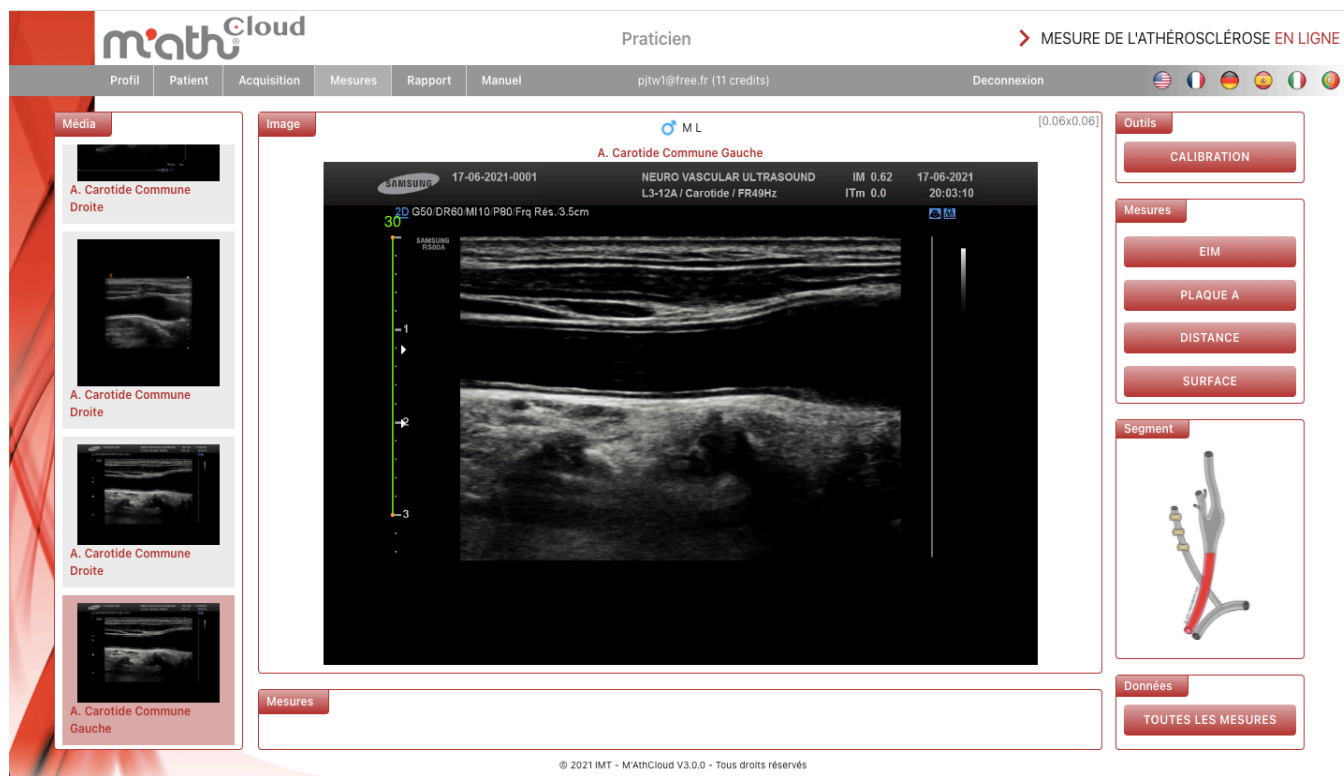 m'ath Cloud
Praticien
MESURE DE L'ATHÉROSCLÉROSE EN LIGNE
Profil Patient Acquisition Mesures Rapport Manuel pjtw1@free.fr (11 credits) Deconnexion
Média
A. Carotide Commune
Droite
A. Carotide Commune
Droite
A. Carotide Commune
Droite
A. Carotide Commune
Gauche
Image
M L
[0.06x0.06]
A. Carotide Commune Gauche
SAMSUNG 17-06-2021-0001 NEURO VASCULAR ULTRASOUND IM 0.62 17-06-2021
L3-12A / Carotide / FR49Hz ITm 0.0 20:03:10
2D G50/DR60/MI10/P80/Frq Rés./3.5cm
30
SAMSUNG
RS80A
1
2
3
Mesures
Outils
CALIBRATION
Mesures
EIM
PLAQUE A
DISTANCE
SURFACE
Segment
Données
TOUTES LES MESURES
© 2021 IMT - M'AthCloud V3.0.0 - Tous droits réservés